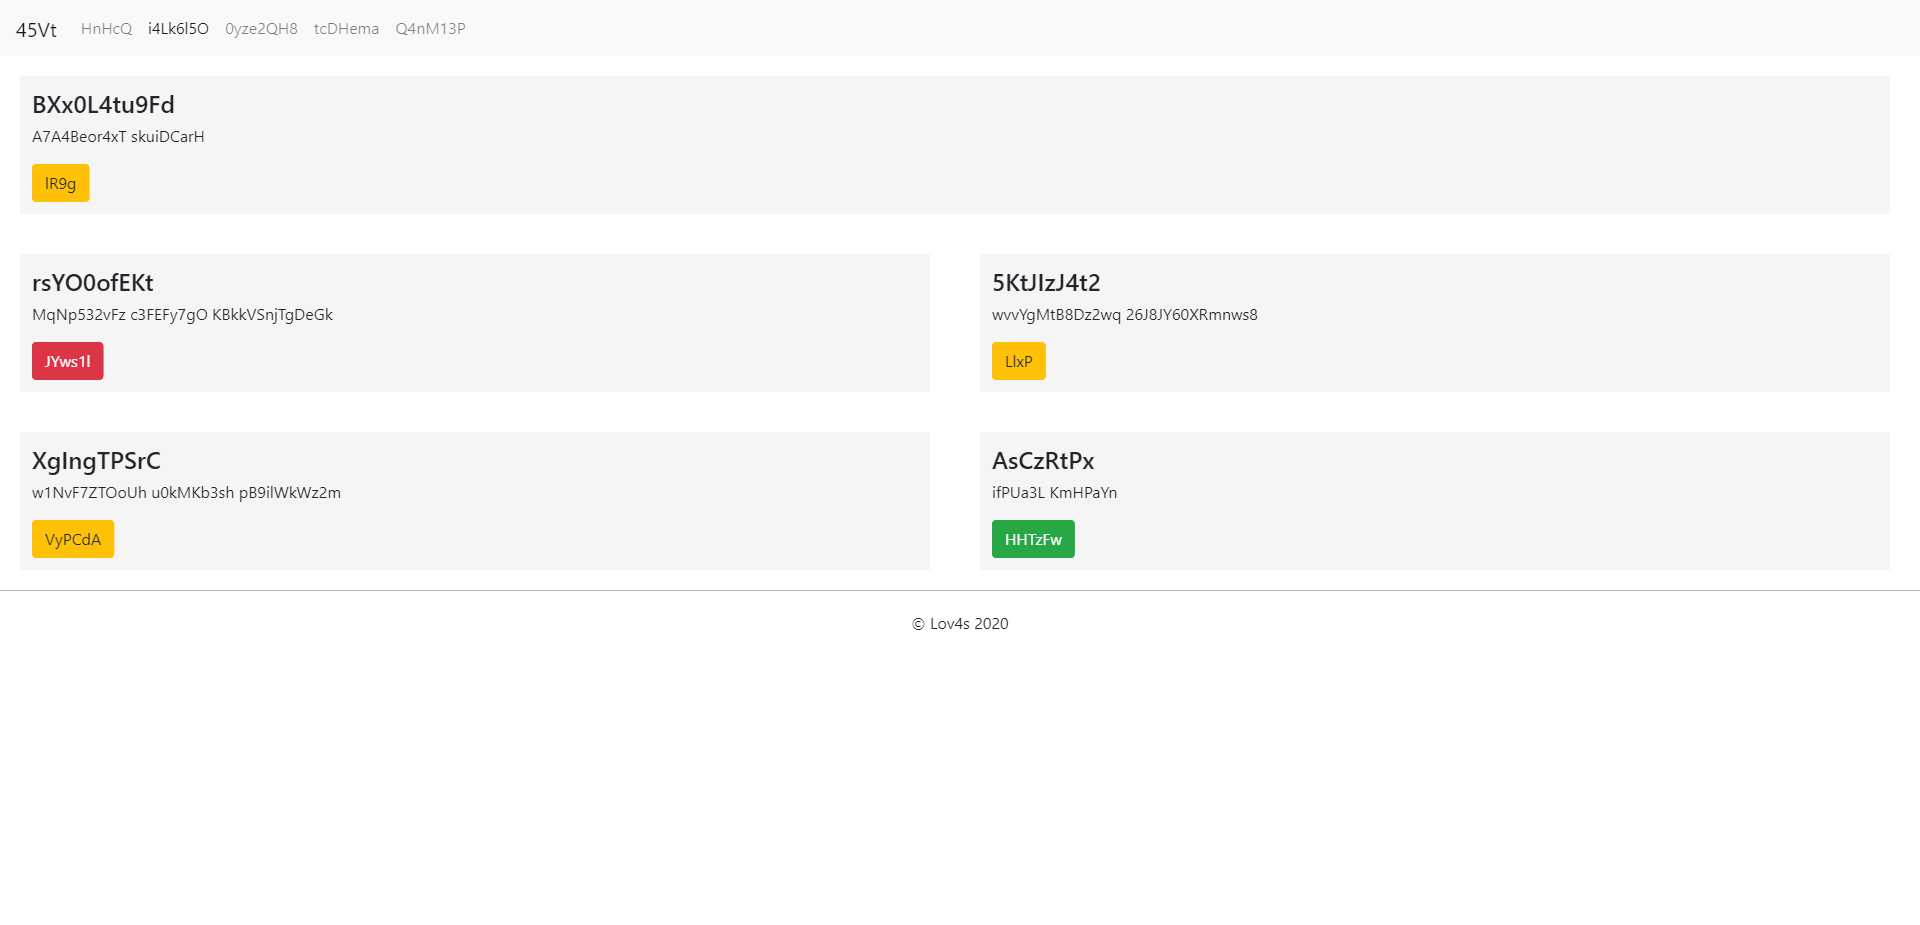 45Vt HnHcQ i4Lk6l5O 0yze2QH8 tcDHema Q4nM13P
BXx0L4tu9Fd
A7A4Beor4xT skuiDCarH
lR9g
rsYO0ofEKt
MqNp532vFz c3FEFy7gO KBkkVSnjTgDeGk
JYws1l
5KtJIzJ4t2
wvvYgMtB8Dz2wq 26J8JY60XRmnws8
LlxP
XgIngTPSrC
w1NvF7ZTOoUh u0kMKb3sh pB9ilWkWz2m
VyPCdA
AsCzRtPx
ifPUa3L KmHPaYn
HHTzFw
© Lov4s 2020